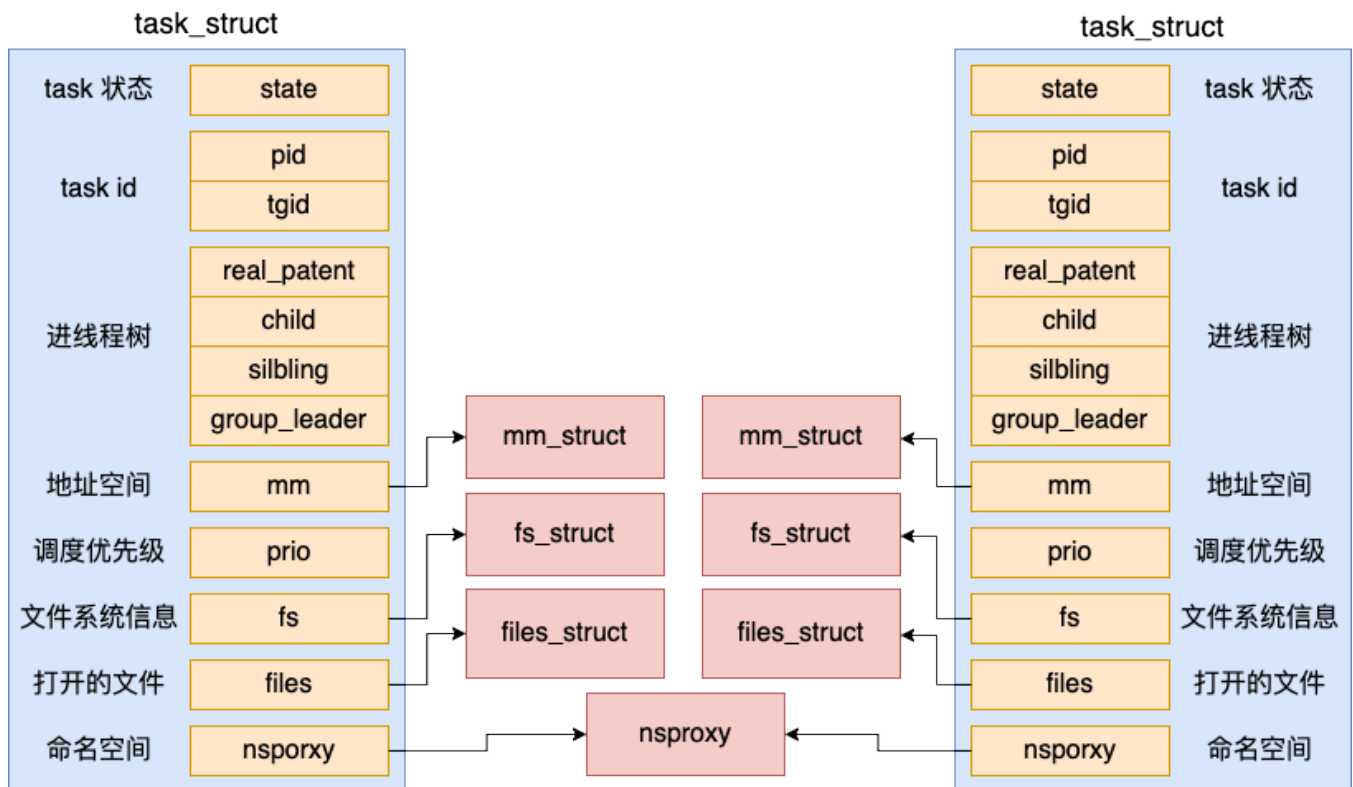 task_struct
task 状态
state
task id
pid
tgid
进线程树
real_patent
child
silbling
group_leader
地址空间
mm
调度优先级
prio
文件系统信息
fs
打开的文件
files
命名空间
nsporxy
mm_struct
mm_struct
fs_struct
fs_struct
files_struct
files_struct
nsproxy
task_struct
state
task 状态
pid
tgid
task id
real_patent
child
silbling
group_leader
进线程树
mm
地址空间
prio
调度优先级
fs
文件系统信息
files
打开的文件
nsporxy
命名空间